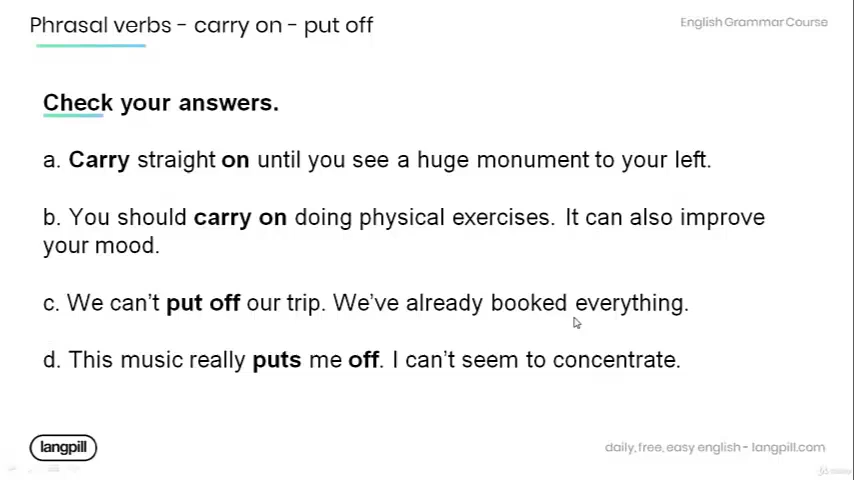 Phrasal verbs - carry on - put off
English Grammar Course
Check your answers.
a. Carry straight on until you see a huge monument to your left.
b. You should carry on doing physical exercises. It can also improve
your mood.
c. We can't put off our trip. We've already booked everything.
d. This music really puts me off. I can't seem to concentrate.
langpill
daily, free, easy english - langpill.com